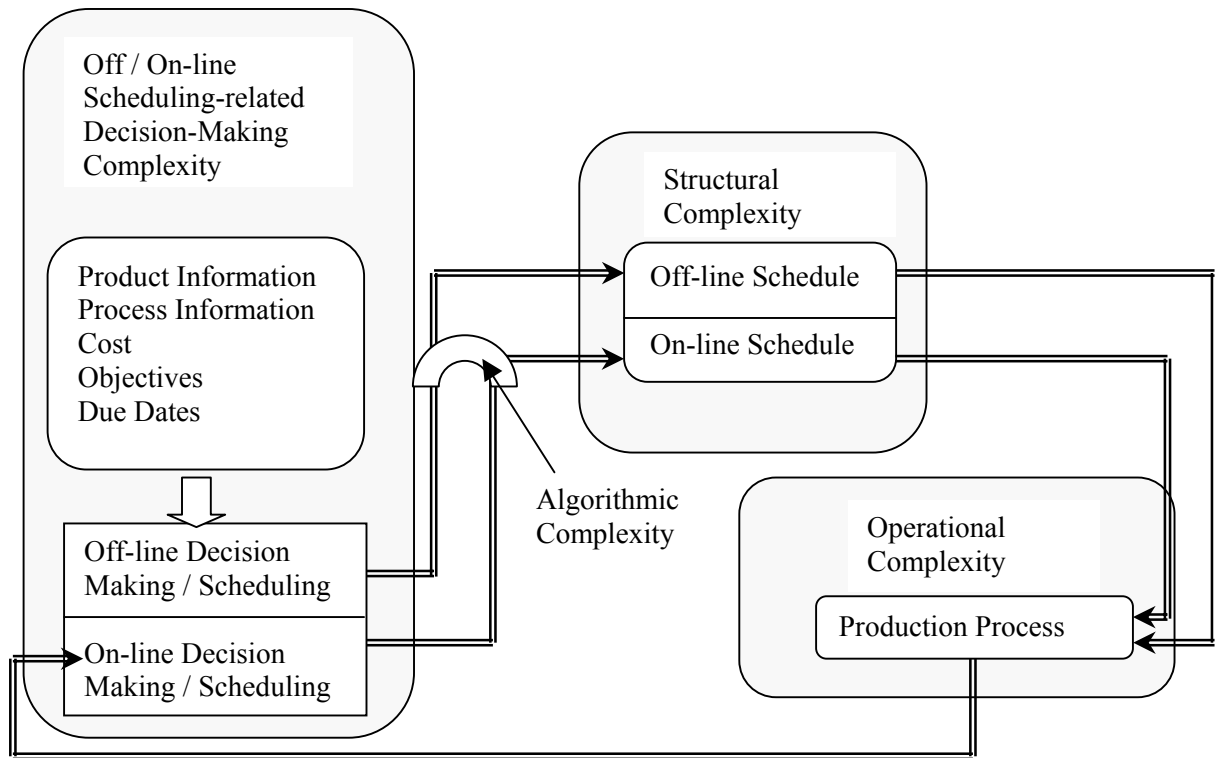 Off / On-line
Scheduling-related
Decision-Making
Complexity
Product Information
Process Information
Cost
Objectives
Due Dates
Off-line Decision
Making / Scheduling
On-line Decision
Making / Scheduling
Algorithmic
Complexity
Structural
Complexity
Off-line Schedule
On-line Schedule
Operational
Complexity
Production Process